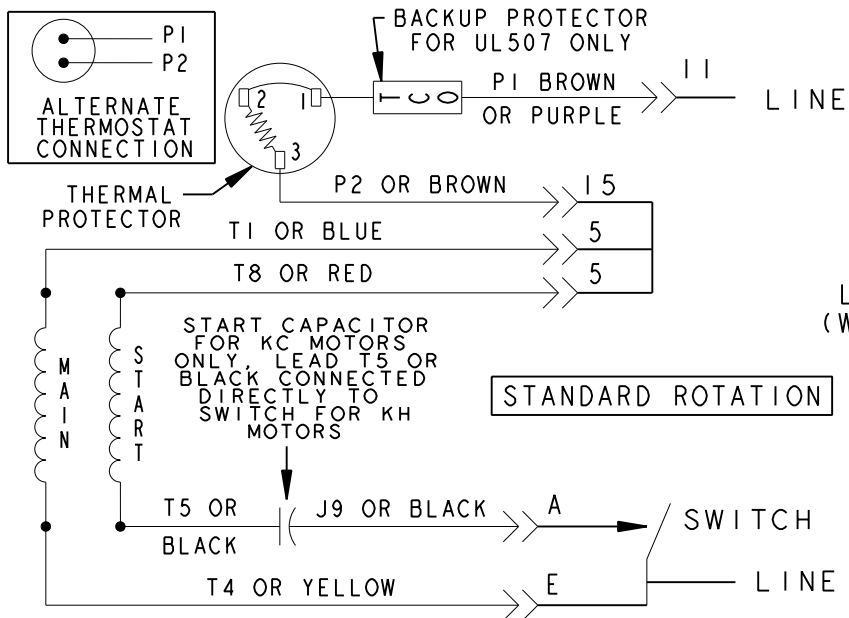 P1
P2
ALTERNATE
THERMOSTAT
CONNECTION
BACKUP PROTECTOR
FOR UL507 ONLY
2
1
3
TCO
P1 BROWN
OR PURPLE
11
LINE
THERMAL
PROTECTOR
P2 OR BROWN
15
T1 OR BLUE
5
T8 OR RED
5
L
(W
MAIN
START
START CAPACITOR
FOR KC MOTORS
ONLY, LEAD T5 OR
BLACK CONNECTED
DIRECTLY TO
SWITCH FOR KH
MOTORS
STANDARD ROTATION
T5 OR
BLACK
J9 OR BLACK
A
SWITCH
T4 OR YELLOW
E
LINE